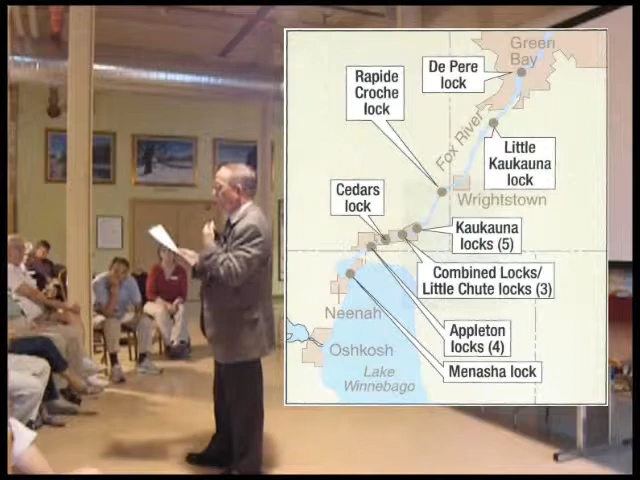 Green
Bay
De Pere
lock
Rapide
Croche
lock
Fox River
Little
Kaukauna
lock
Cedars
lock
Wrightstown
Kaukauna
locks (5)
Combined Locks/
Little Chute locks (3)
Neenah
Appleton
locks (4)
Oshkosh
Menasha lock
Lake
Winnebago